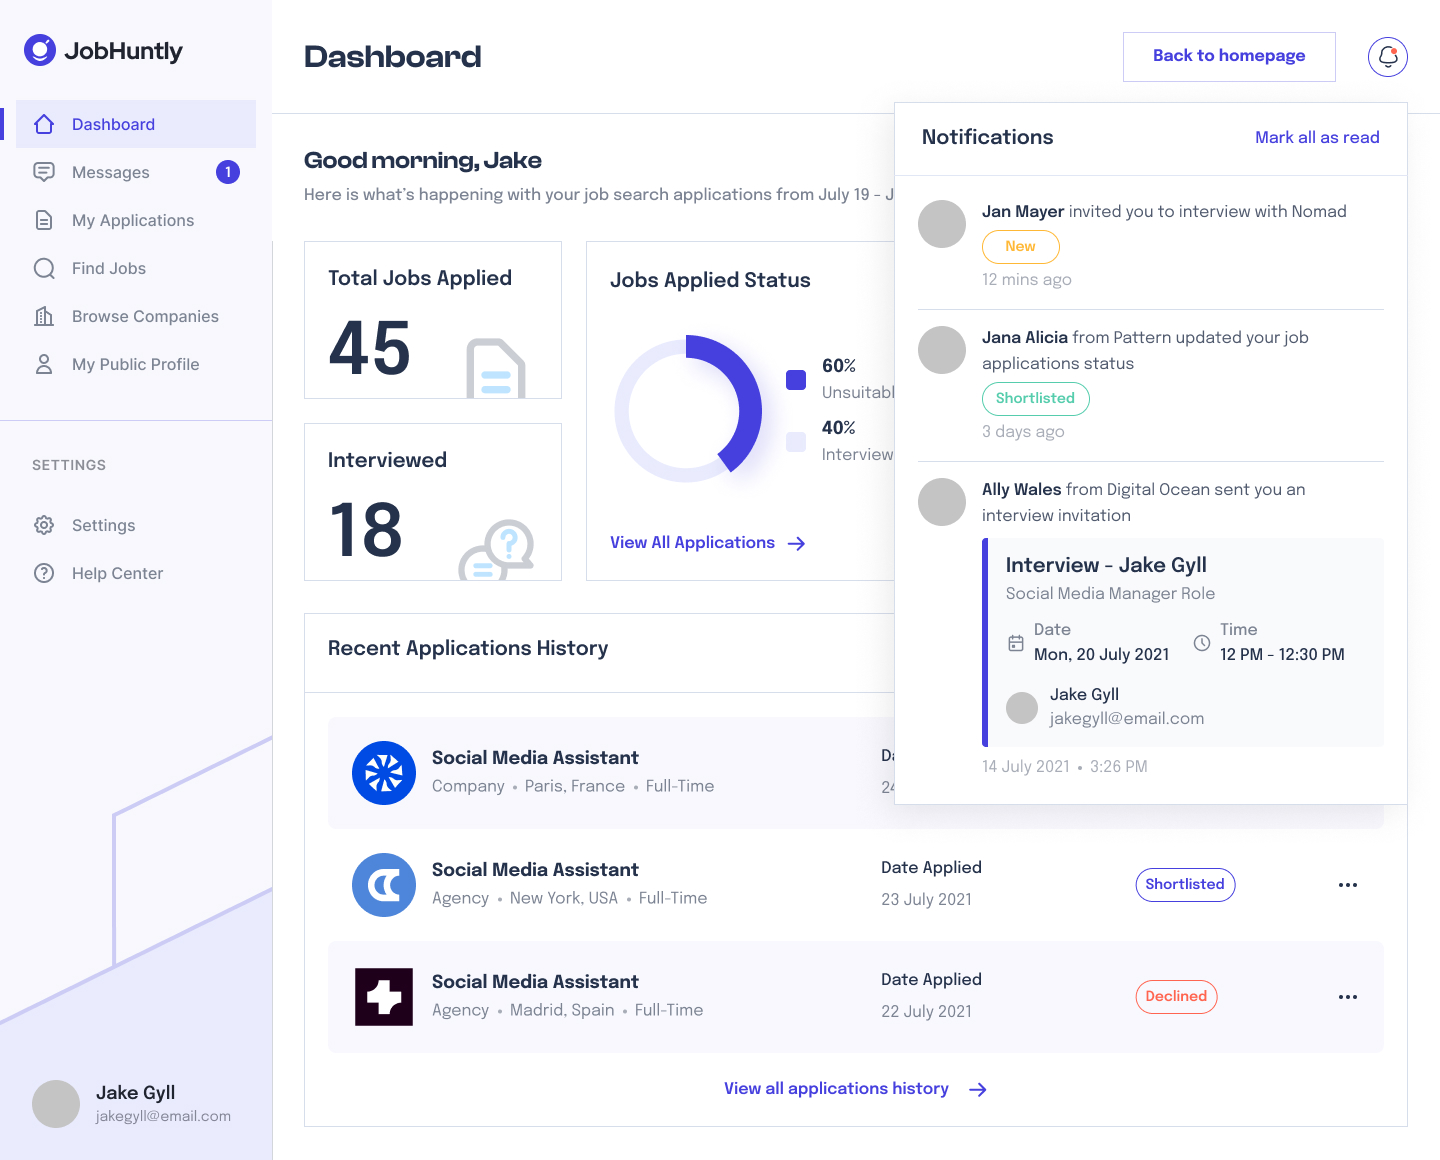 JobHuntly
Dashboard
Messages
1
My Applications
Find Jobs
Browse Companies
My Public Profile
SETTINGS
Settings
Help Center
Jake Gyll
jakegyll@email.com
Dashboard
Back to homepage
Good morning, Jake
Here is what's happening with your job search applications from July 19 - J
Total Jobs Applied
45
Interviewed
18
?
Jobs Applied Status
60%
Unsuitabl
40%
Interview
View All Applications
Notifications
Mark all as read
Jan Mayer invited you to interview with Nomad
New
12 mins ago
Jana Alicia from Pattern updated your job
applications status
Shortlisted
3 days ago
Ally Wales from Digital Ocean sent you an
interview invitation
Interview - Jake Gyll
Social Media Manager Role
Date
Mon, 20 July 2021
Time
12 PM - 12:30 PM
Jake Gyll
jakegyll@email.com
14 July 2021 • 3:26 PM
Recent Applications History
Social Media Assistant
Company • Paris, France • Full-Time
Da
24
Social Media Assistant
Agency • New York, USA • Full-Time
Date Applied
23 July 2021
Shortlisted
Social Media Assistant
Agency • Madrid, Spain • Full-Time
Date Applied
22 July 2021
Declined
View all applications history